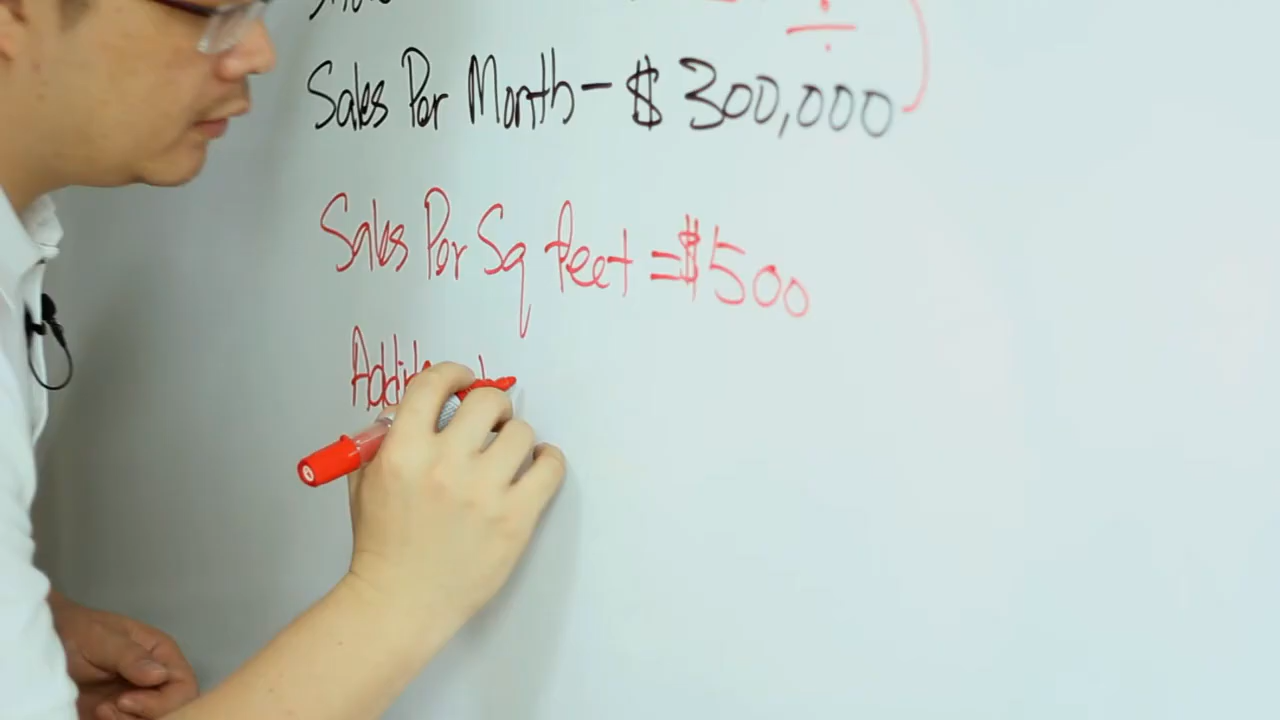 Sales Per Month - $ 300,000
Sales Per Sq feet = $500